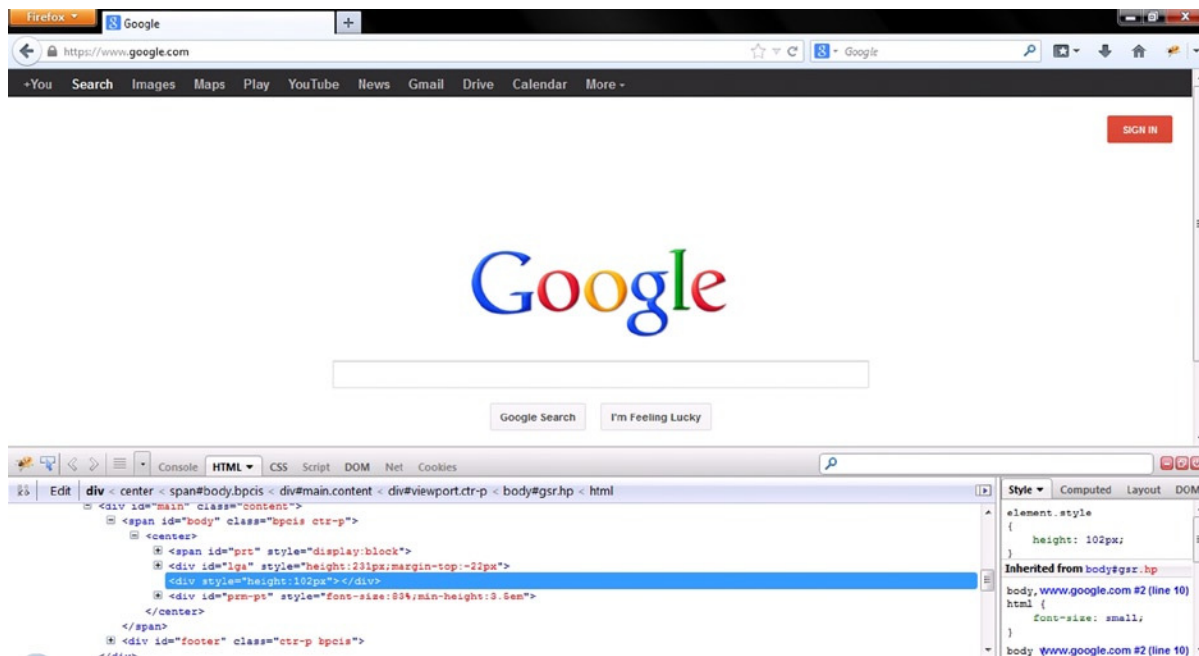 Firefox
Google
https://www.google.com
Google
+You Search Images Maps Play YouTube News Gmail Drive Calendar More
SIGN IN
Google
Google Search I'm Feeling Lucky
Console HTML CSS Script DOM Net Cookies
Edit div < center < span#body.bpcis < div#main.content < div#viewport.ctr-p < body#gsr.hp < html
Style Computed Layout DOM
<div id="main" class="content">
<span id="body" class="bpcis ctr-p">
<center>
<span id="prt" style="display:block">
<div id="lga" style="height:231px;margin-top:-22px">
<div style="height:102px"></div>
<div id="prm-pt" style="font-size:83%;min-height:3.5em">
</center>
</span>
<div id="footer" class="ctr-p bpcis">
</div>
element.style
{
height: 102px;
}
Inherited from body#gsr.hp
body, www.google.com #2 (line 10)
html {
font-size: small;
}
body www.google.com #2 (line 10)